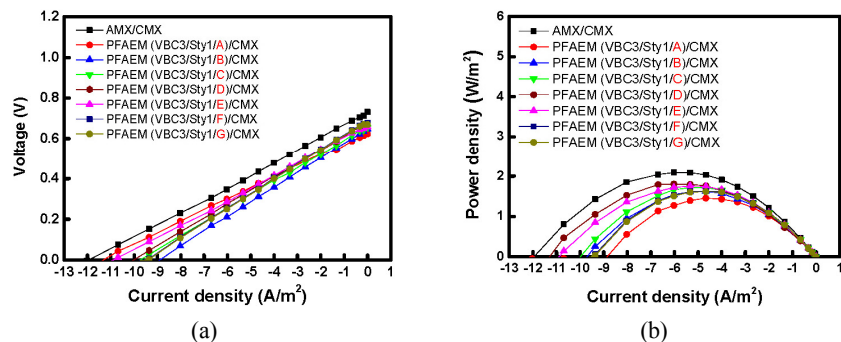 1.2
1.0
0.8
0.6
0.4
0.2
0.0
Voltage (V)
AMX/CMX
PFAEM (VBC3/Sty1/A)/CMX
PFAEM (VBC3/Sty1/B)/CMX
PFAEM (VBC3/Sty1/C)/CMX
PFAEM (VBC3/Sty1/D)/CMX
PFAEM (VBC3/Sty1/E)/CMX
PFAEM (VBC3/Sty1/F)/CMX
PFAEM (VBC3/Sty1/G)/CMX
-13 -12 -11 -10 -9 -8 -7 -6 -5 -4 -3 -2 -1 0 1
Current density (A/m²)
(a)
6
5
4
3
2
1
0
Power density (W/m²)
AMX/CMX
PFAEM (VBC3/Sty1/A)/CMX
PFAEM (VBC3/Sty1/B)/CMX
PFAEM (VBC3/Sty1/C)/CMX
PFAEM (VBC3/Sty1/D)/CMX
PFAEM (VBC3/Sty1/E)/CMX
PFAEM (VBC3/Sty1/F)/CMX
PFAEM (VBC3/Sty1/G)/CMX
-13 -12 -11 -10 -9 -8 -7 -6 -5 -4 -3 -2 -1 0 1
Current density (A/m²)
(b)